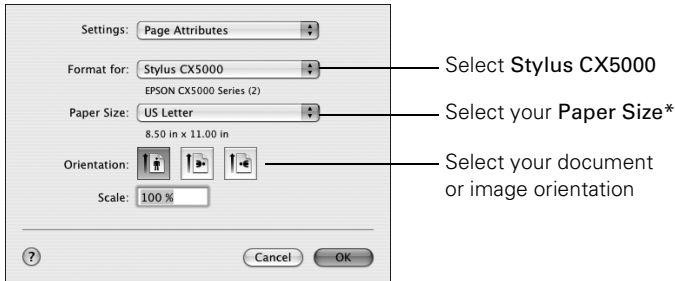 Settings: Page Attributes
Format for: Stylus CX5000
EPSON CX5000 Series (2)
Paper Size: US Letter
8.50 in x 11.00 in
Orientation:
Scale: 100 %
? Cancel OK
Select Stylus CX5000
Select your Paper Size*
Select your document
or image orientation